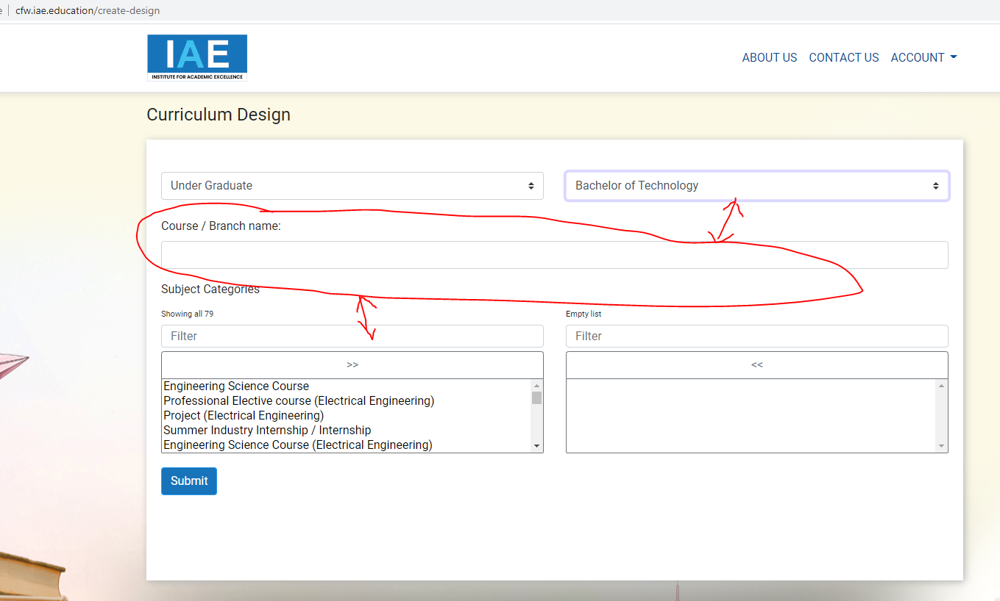 cfw.iae.education/create-design
IAE
INSTITUTE FOR ACADEMIC EXCELLENCE
ABOUT US CONTACT US ACCOUNT
Curriculum Design
Under Graduate Bachelor of Technology
Course / Branch name:
Subject Categories
Showing all 79 Empty list
Filter Filter
>> <<
Engineering Science Course
Professional Elective course (Electrical Engineering)
Project (Electrical Engineering)
Summer Industry Internship / Internship
Engineering Science Course (Electrical Engineering)
Submit